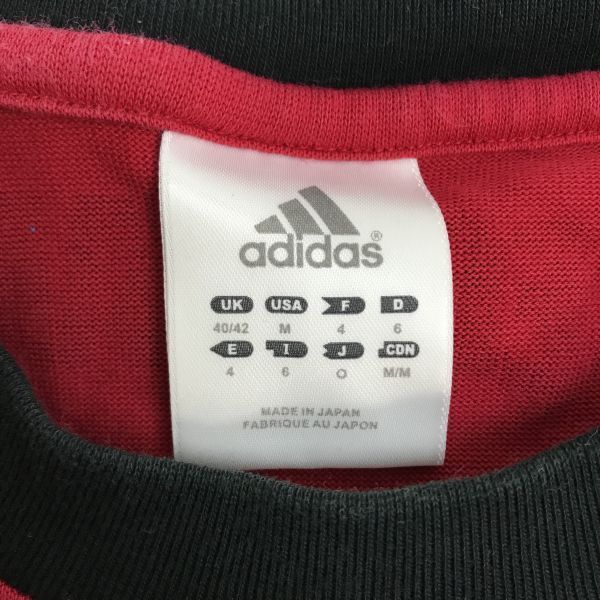 adidas®
UK USA F D
40/42 M 4 6
E I J CDN
4 6 O M/M
MADE IN JAPAN
FABRIQUE AU JAPON